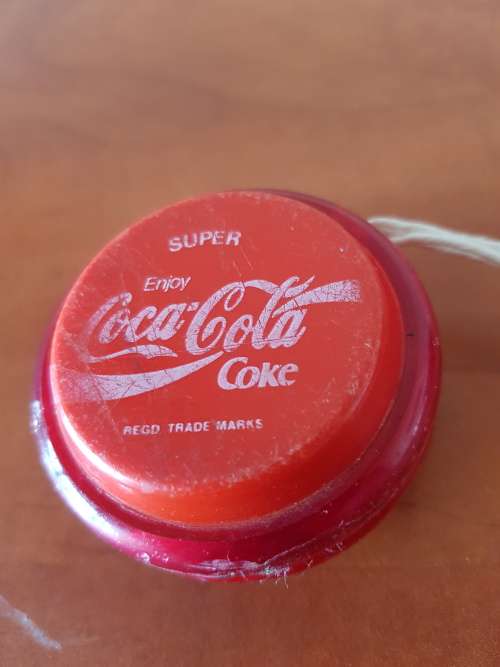 SUPER
Enjoy
Coca-Cola
Coke
REGD TRADE MARKS